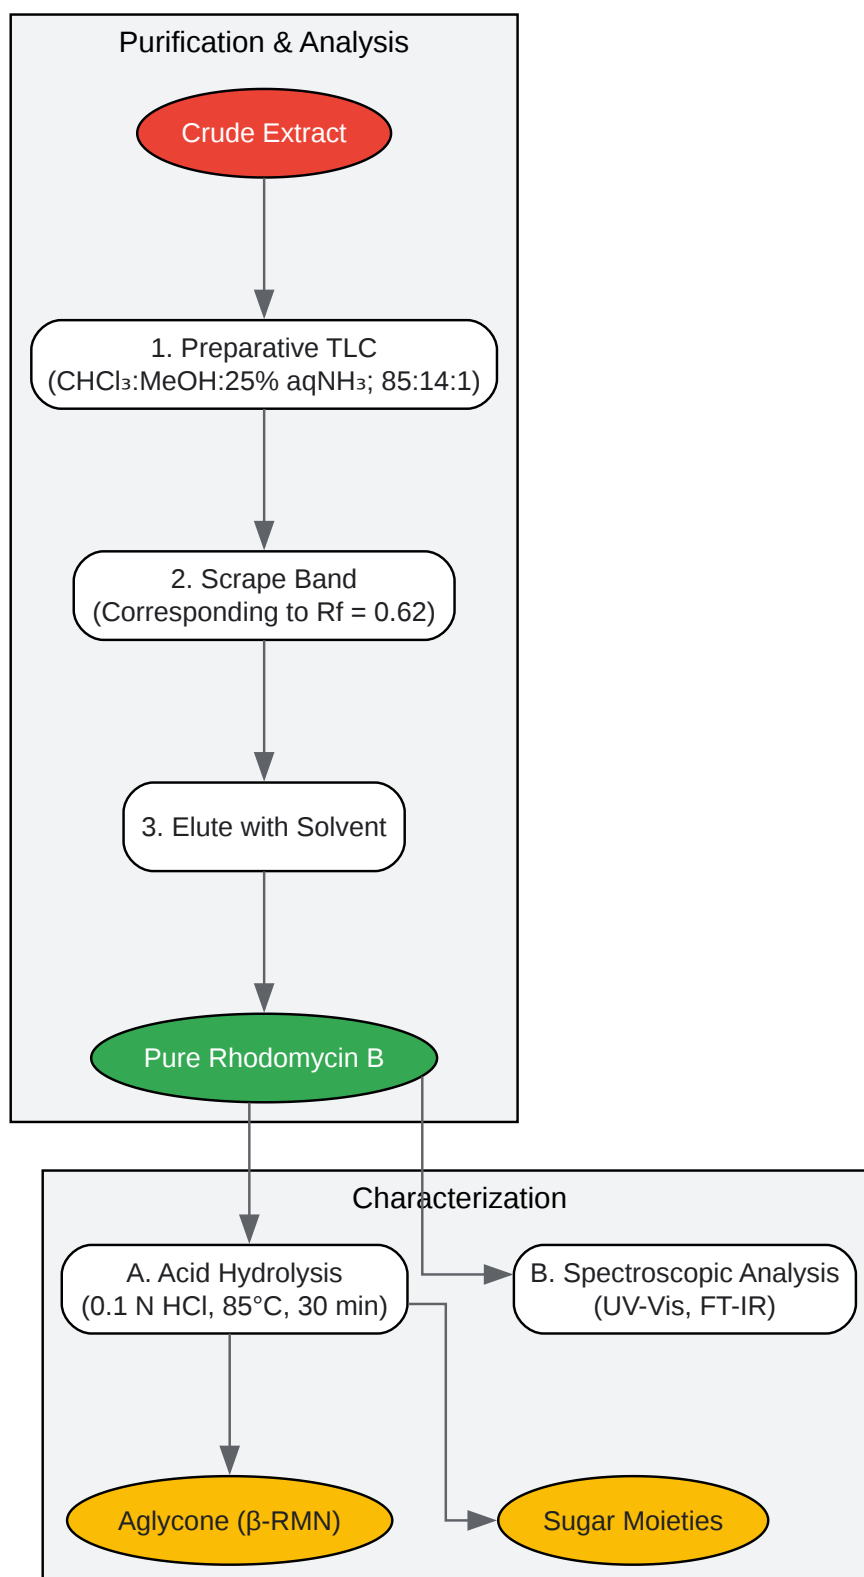 Purification & Analysis
Crude Extract
1. Preparative TLC
(CHCl₃:MeOH:25% aqNH₃; 85:14:1)
2. Scrape Band
(Corresponding to Rf = 0.62)
3. Elute with Solvent
Pure Rhodomycin B
Characterization
A. Acid Hydrolysis
(0.1 N HCl, 85°C, 30 min)
B. Spectroscopic Analysis
(UV-Vis, FT-IR)
Aglycone (β-RMN)
Sugar Moieties